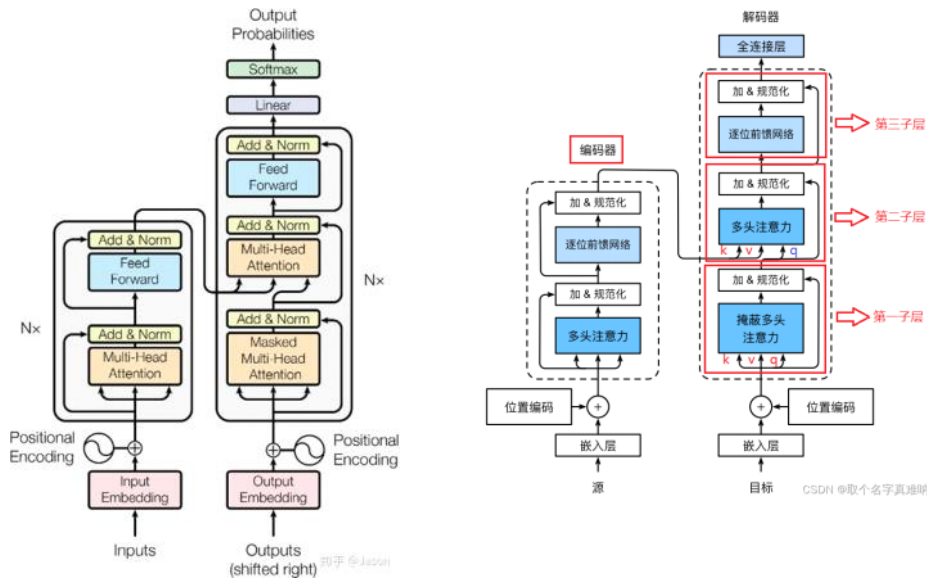 Output
Probabilities
Softmax
Linear
Add & Norm
Feed
Forward
Add & Norm
Multi-Head
Attention
Add & Norm
Masked
Multi-Head
Attention
Nx
Add & Norm
Feed
Forward
Add & Norm
Multi-Head
Attention
Nx
Positional
Encoding
Positional
Encoding
Input
Embedding
Output
Embedding
Inputs
Outputs
(shifted right)
知乎 @Jason
解码器
全连接层
加 & 规范化
逐位前馈网络
第三子层
加 & 规范化
多头注意力
k v q
第二子层
加 & 规范化
掩蔽多头
注意力
k v q
第一子层
编码器
加 & 规范化
逐位前馈网络
加 & 规范化
多头注意力
位置编码
+
+
位置编码
嵌入层
嵌入层
源
目标
CSDN @取个名字真难呐